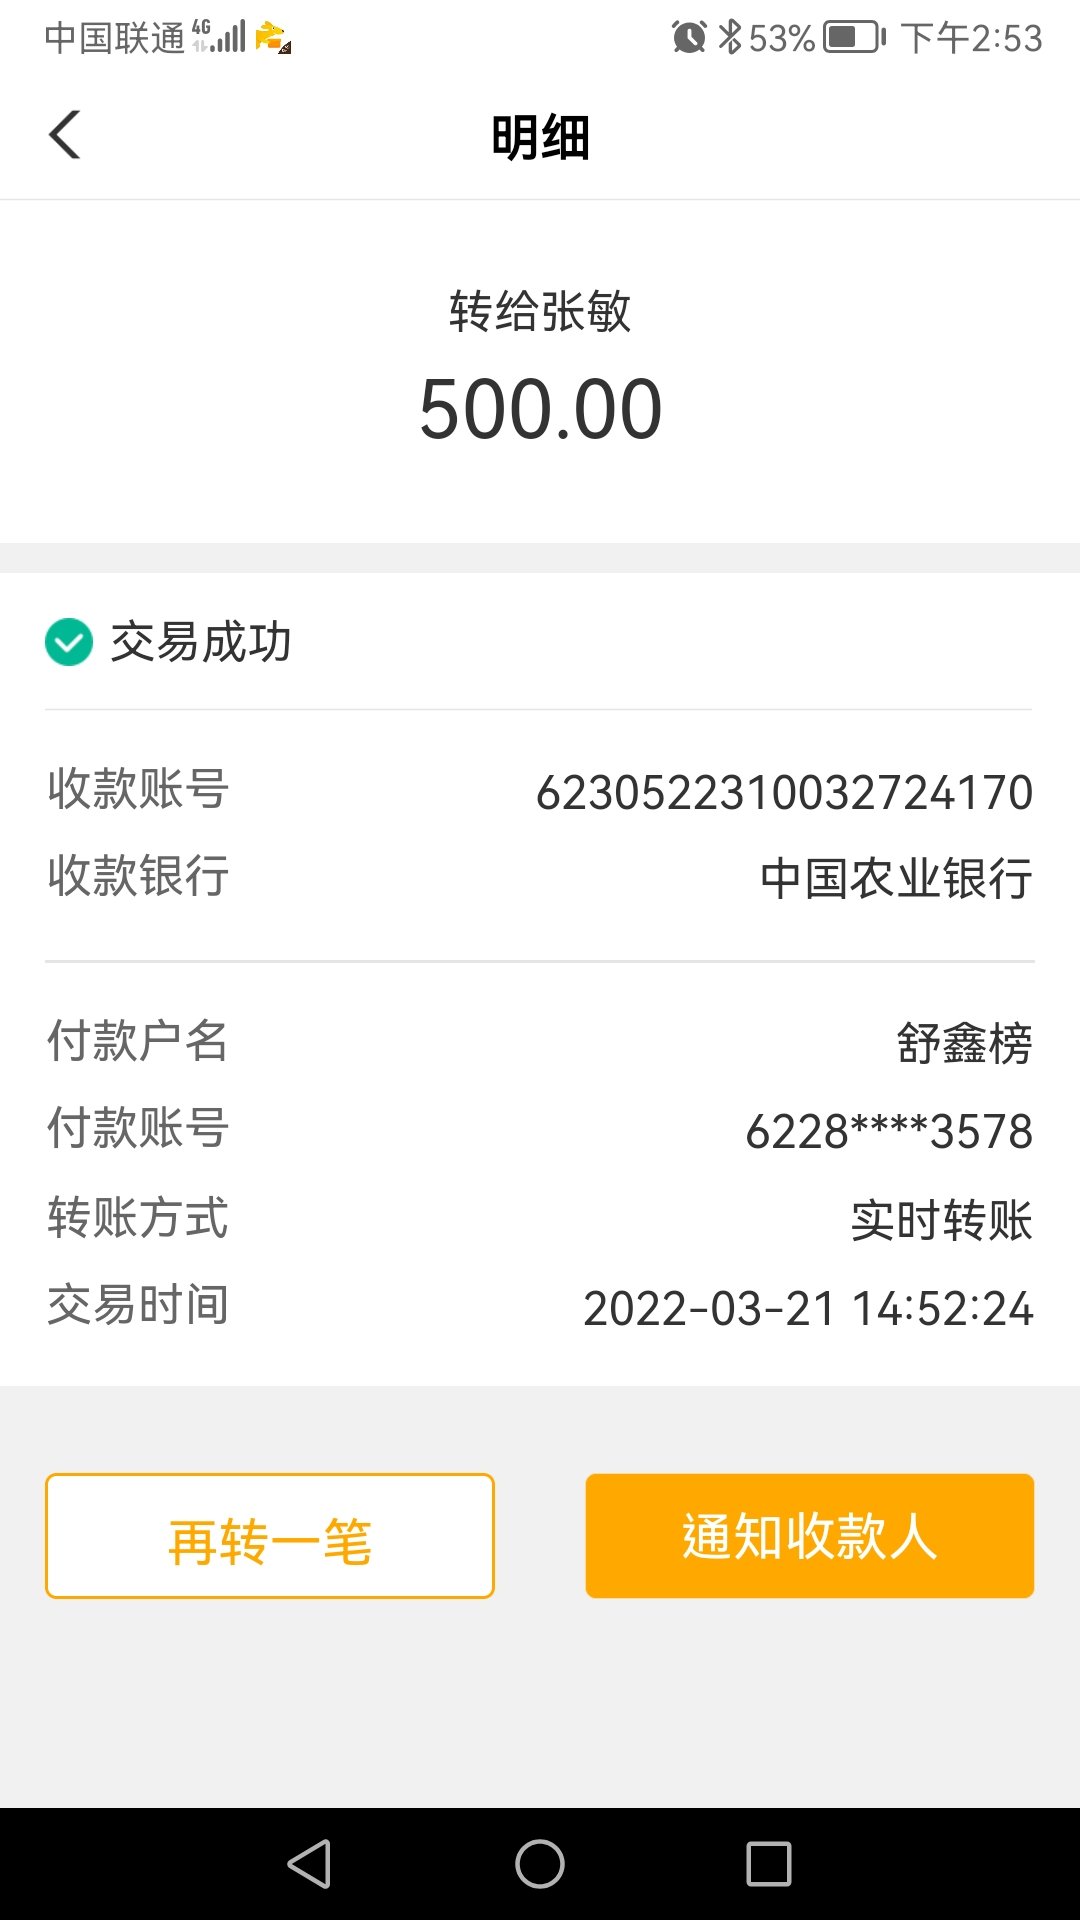 中国联通 4G 53% 下午2:53
明细
转给张敏
500.00
交易成功
收款账号 6230522310032724170
收款银行 中国农业银行
付款户名 舒鑫榜
付款账号 6228****3578
转账方式 实时转账
交易时间 2022-03-21 14:52:24
再转一笔 通知收款人